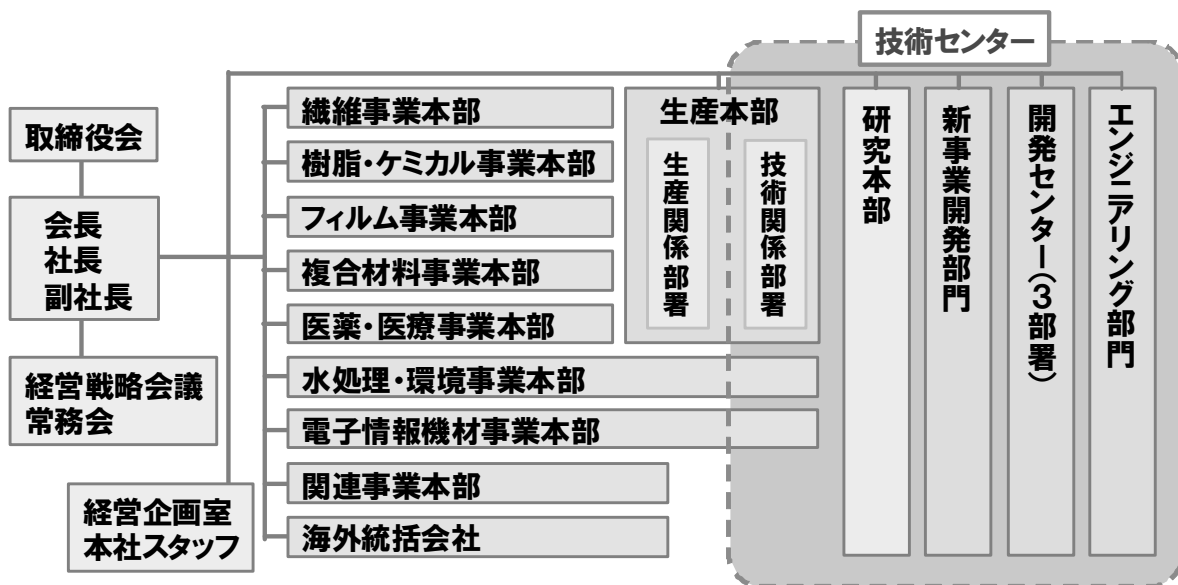 技術センター
取締役会
会長
社長
副社長
経営戦略会議
常務会
経営企画室
本社スタッフ
繊維事業本部
樹脂・ケミカル事業本部
フィルム事業本部
複合材料事業本部
医薬・医療事業本部
水処理・環境事業本部
電子情報機材事業本部
関連事業本部
海外統括会社
生産本部
生産関係部署
技術関係部署
研究本部
新事業開発部門
開発センター(3部署)
エンジニアリング部門